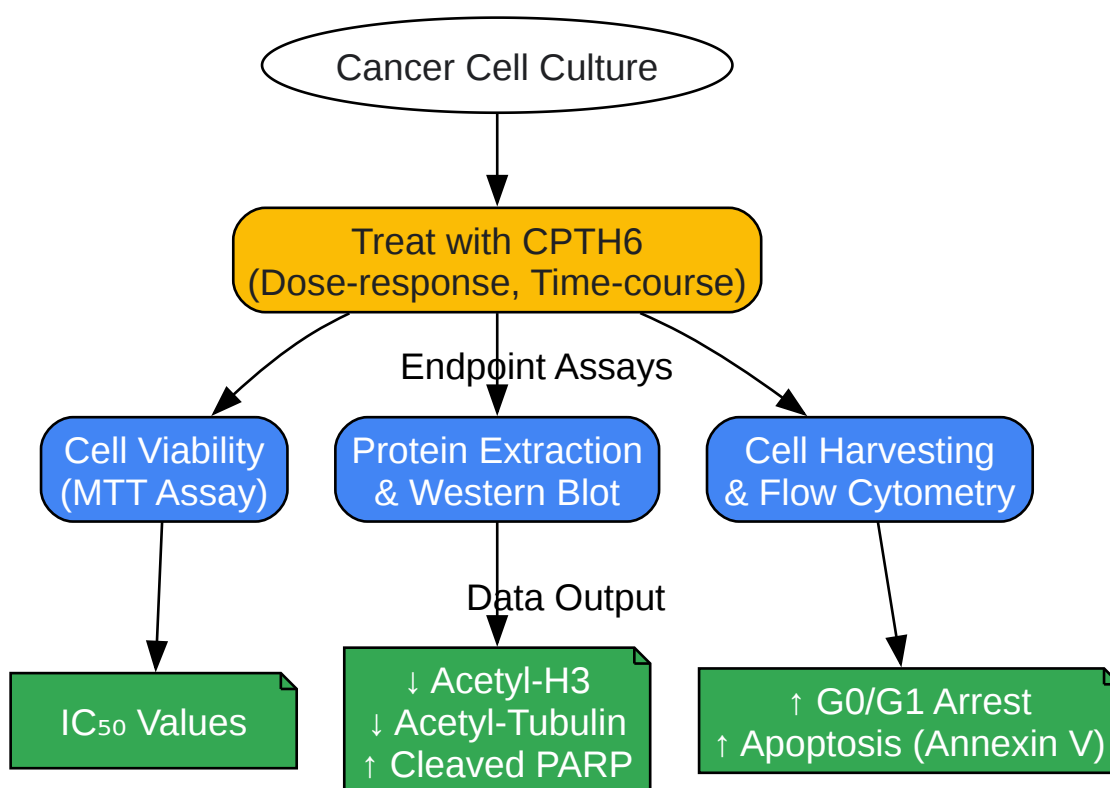 Cancer Cell Culture
Treat with CPTH6
(Dose-response, Time-course)
Endpoint Assays
Cell Viability
(MTT Assay)
Protein Extraction
& Western Blot
Cell Harvesting
& Flow Cytometry
Data Output
IC₅₀ Values
↓ Acetyl-H3
↓ Acetyl-Tubulin
↑ Cleaved PARP
↑ G0/G1 Arrest
↑ Apoptosis (Annexin V)